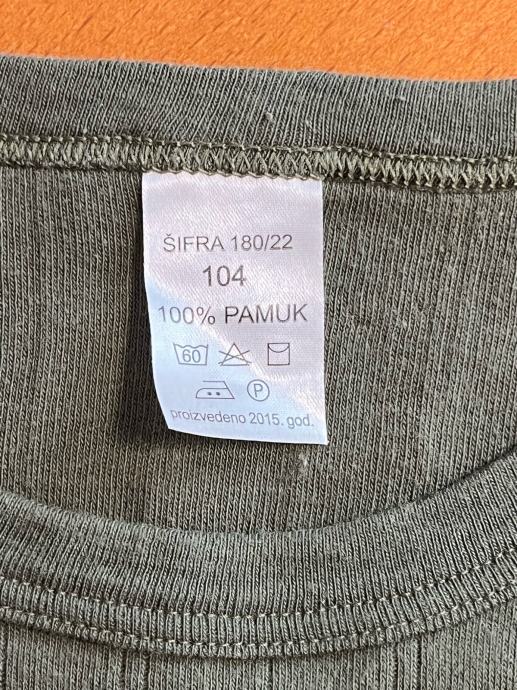 ŠIFRA 180/22
104
100% PAMUK
60
P
proizvedeno 2015. god.